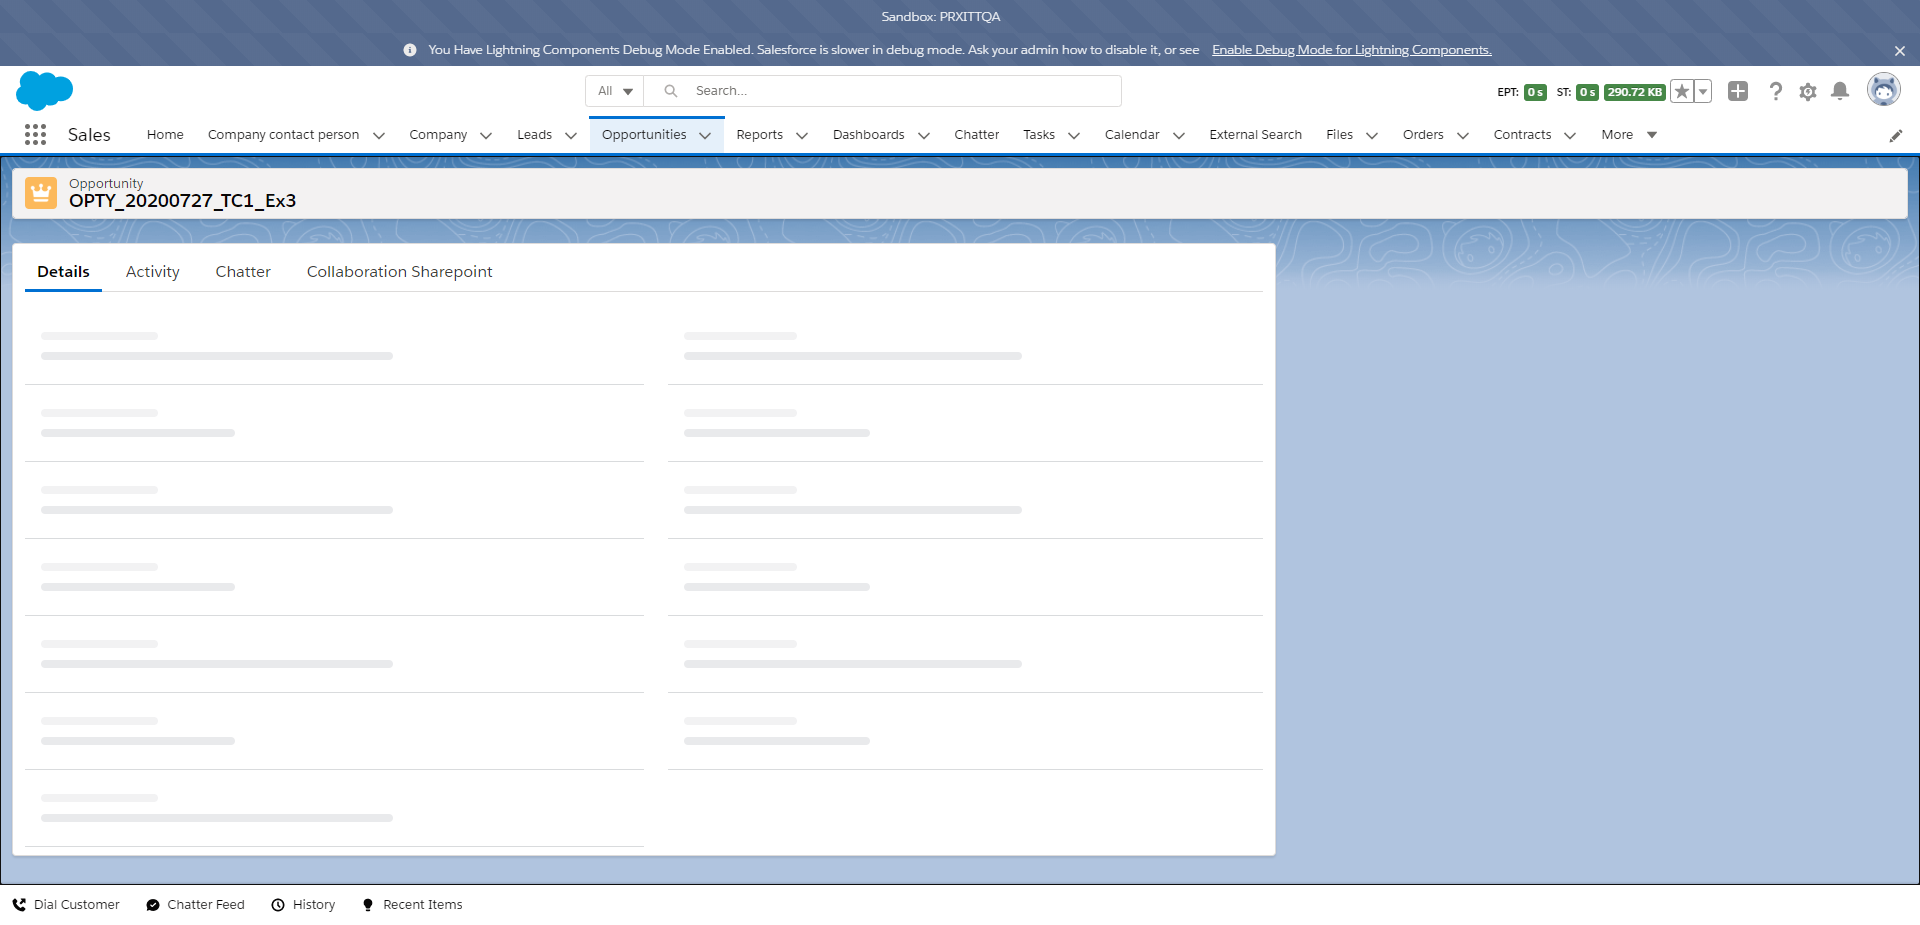 Sandbox: PRXITTQA
You Have Lightning Components Debug Mode Enabled. Salesforce is slower in debug mode. Ask your admin how to disable it, or see Enable Debug Mode for Lightning Components.
All Search... EPT: 0 s ST: 0 s 290.72 KB
Sales Home Company contact person Company Leads Opportunities Reports Dashboards Chatter Tasks Calendar External Search Files Orders Contracts More
Opportunity
OPTY_20200727_TC1_Ex3
Details Activity Chatter Collaboration Sharepoint
Dial Customer Chatter Feed History Recent Items